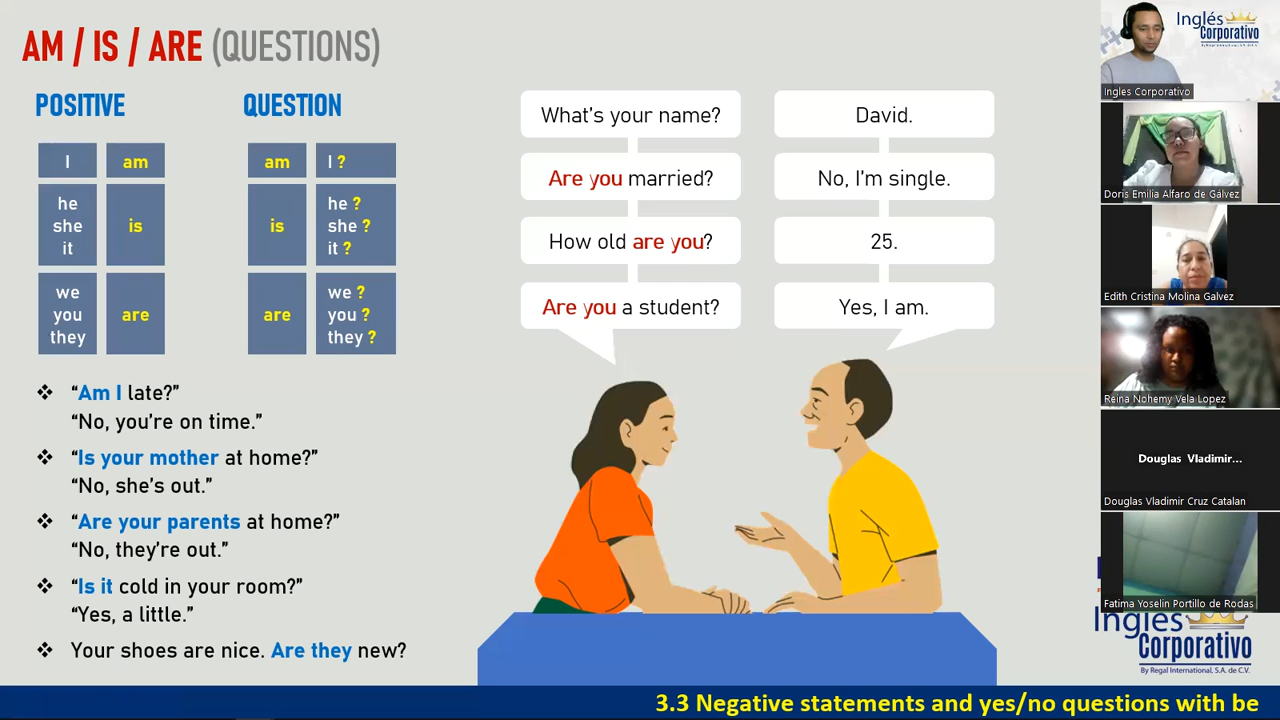 AM / IS / ARE (QUESTIONS)
POSITIVE
I am
he
she
it
is
we
you
they
are
QUESTION
am I ?
is
he ?
she ?
it ?
are
we ?
you ?
they ?
“Am I late?”
“No, you’re on time.”
“Is your mother at home?”
“No, she’s out.”
“Are your parents at home?”
“No, they’re out.”
“Is it cold in your room?”
“Yes, a little.”
Your shoes are nice. Are they new?
What’s your name?
David.
Are you married?
No, I’m single.
How old are you?
25.
Are you a student?
Yes, I am.
3.3 Negative statements and yes/no questions with be
Inglés
Corporativo
Ingles Corporativo
Doris Emilia Alfaro de Gálvez
Edith Cristina Molina Galvez
Reina Nohemy Vela Lopez
Douglas Vladimir...
Douglas Vladimir Cruz Catalan
Fatima Yoselin Portillo de Rodas
Inglés
Corporativo
By Regal International, S.A. de C.V.